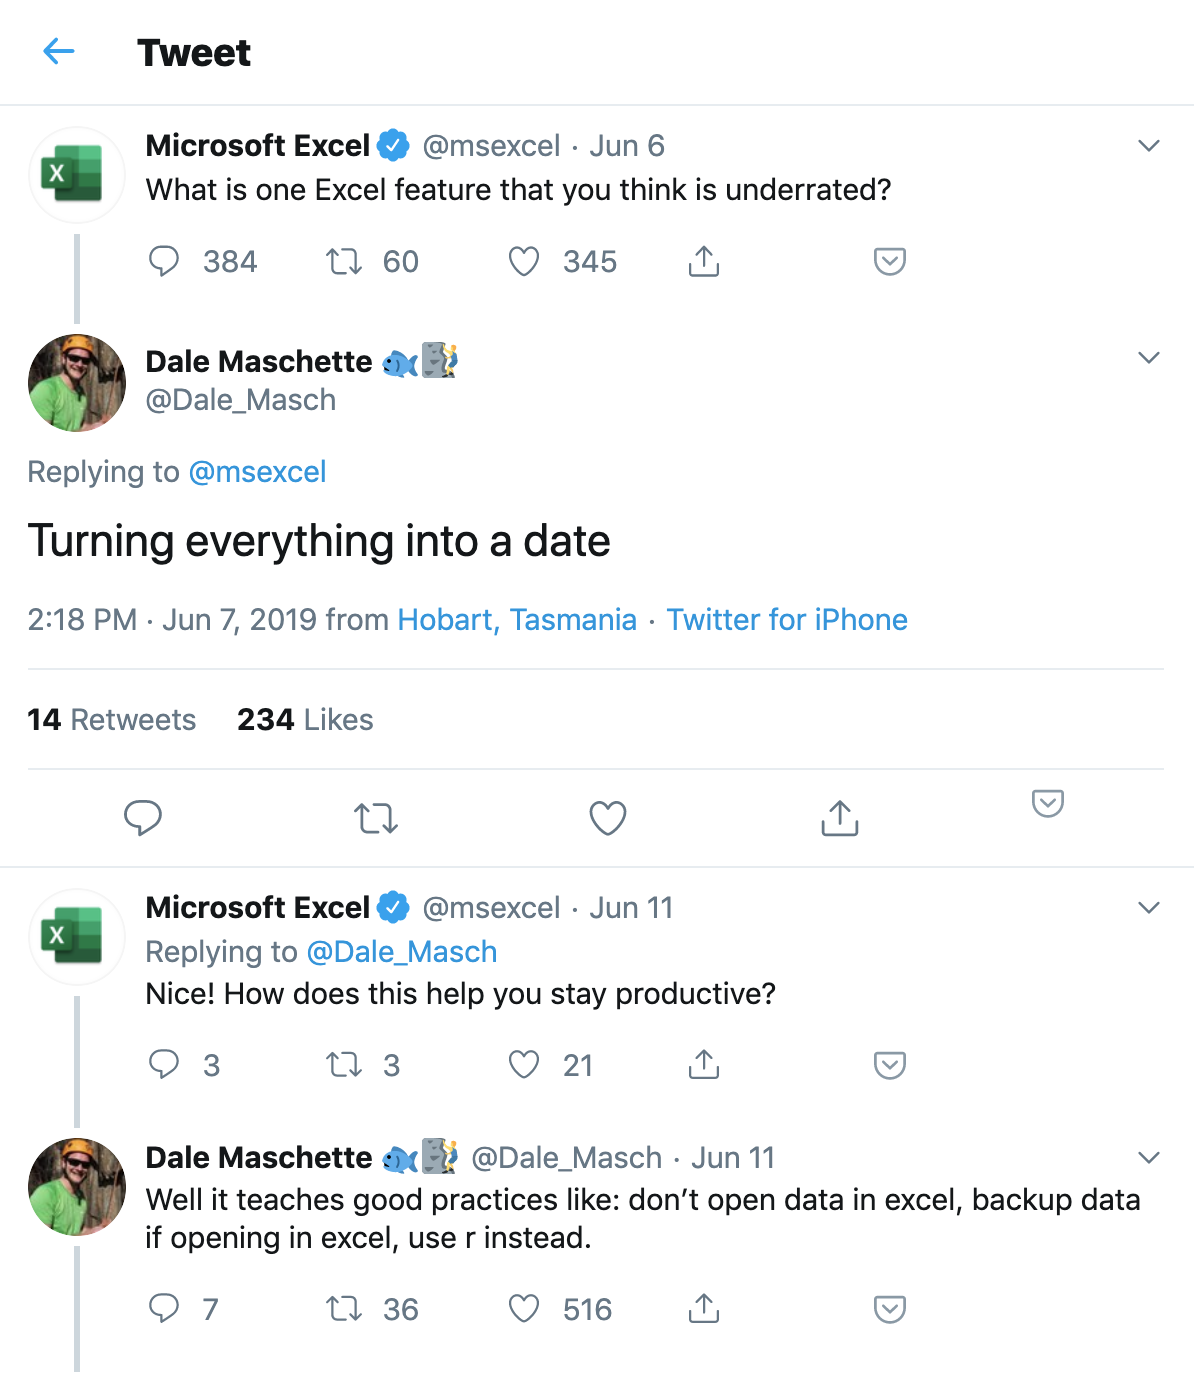 Tweet
Microsoft Excel @msexcel · Jun 6
What is one Excel feature that you think is underrated?
384 60 345
Dale Maschette
@Dale_Masch
Replying to @msexcel
Turning everything into a date
2:18 PM · Jun 7, 2019 from Hobart, Tasmania · Twitter for iPhone
14 Retweets 234 Likes
Microsoft Excel @msexcel · Jun 11
Replying to @Dale_Masch
Nice! How does this help you stay productive?
3 3 21
Dale Maschette @Dale_Masch · Jun 11
Well it teaches good practices like: don’t open data in excel, backup data
if opening in excel, use r instead.
7 36 516